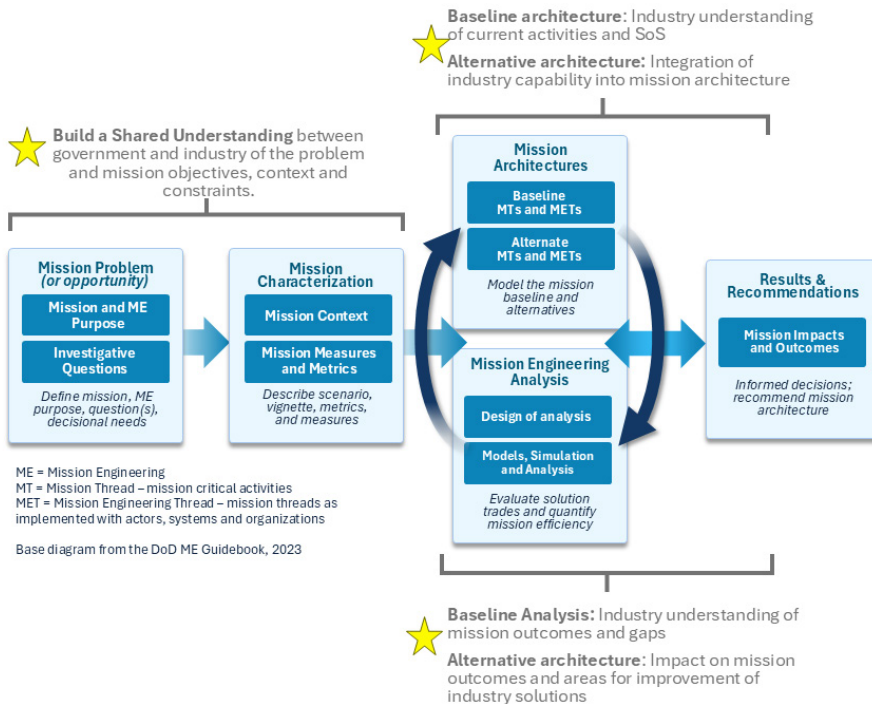 Baseline architecture: Industry understanding
of current activities and SoS
Alternative architecture: Integration of
industry capability into mission architecture
Build a Shared Understanding between
government and industry of the problem
and mission objectives, context and
constraints.
Mission Problem
(or opportunity)
Mission and ME
Purpose
Investigative
Questions
Define mission, ME
purpose, question(s),
decisional needs
Mission
Characterization
Mission Context
Mission Measures
and Metrics
Describe scenario,
vignette, metrics,
and measures
Mission
Architectures
Baseline
MTs and METs
Alternate
MTs and METs
Model the mission
baseline and
alternatives
Mission Engineering
Analysis
Design of analysis
Models, Simulation
and Analysis
Evaluate solution
trades and quantify
mission efficiency
Results &
Recommendations
Mission Impacts
and Outcomes
Informed decisions;
recommend mission
architecture
ME = Mission Engineering
MT = Mission Thread – mission critical activities
MET = Mission Engineering Thread – mission threads as
implemented with actors, systems and organizations
Base diagram from the DoD ME Guidebook, 2023
Baseline Analysis: Industry understanding of
mission outcomes and gaps
Alternative architecture: Impact on mission
outcomes and areas for improvement of
industry solutions